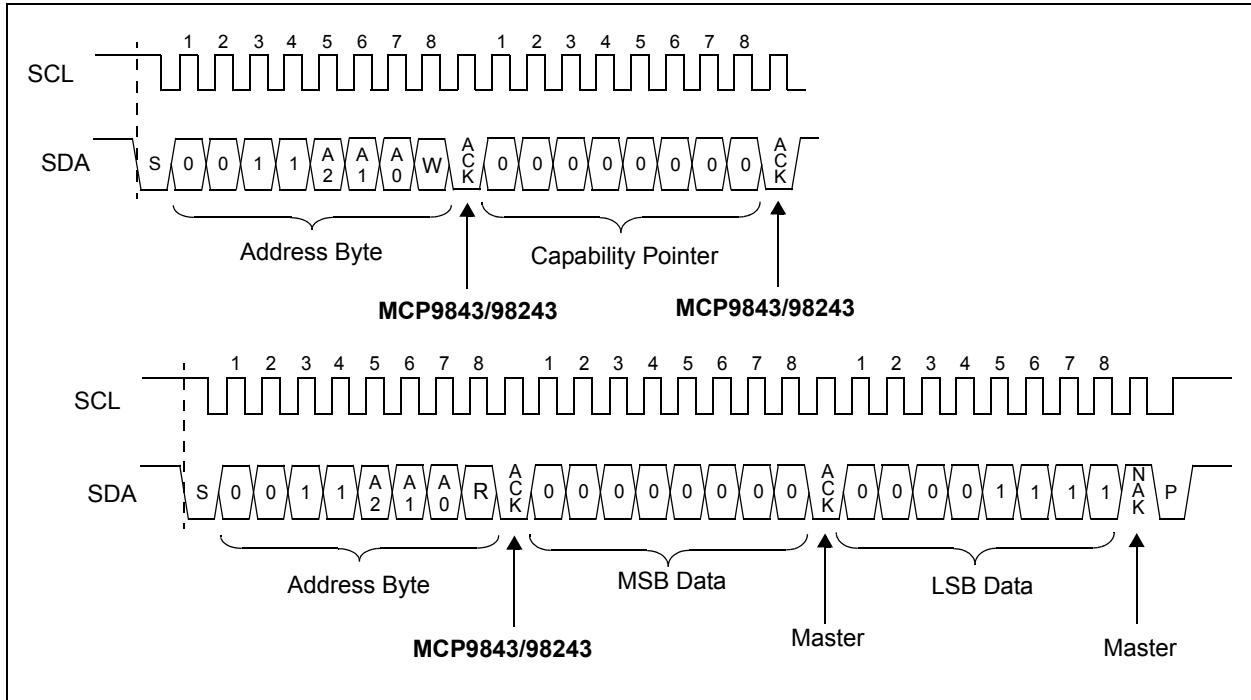 1 2 3 4 5 6 7 8 1 2 3 4 5 6 7 8
SCL
SDA
S 0 0 1 1 A2 A1 A0 W ACK 0 0 0 0 0 0 0 0 ACK
Address Byte Capability Pointer
MCP9843/98243 MCP9843/98243
1 2 3 4 5 6 7 8 1 2 3 4 5 6 7 8 1 2 3 4 5 6 7 8
SCL
SDA
S 0 0 1 1 A2 A1 A0 R ACK 0 0 0 0 0 0 0 0 ACK 0 0 0 0 1 1 1 1 NAK P
Address Byte MSB Data LSB Data
MCP9843/98243 Master Master